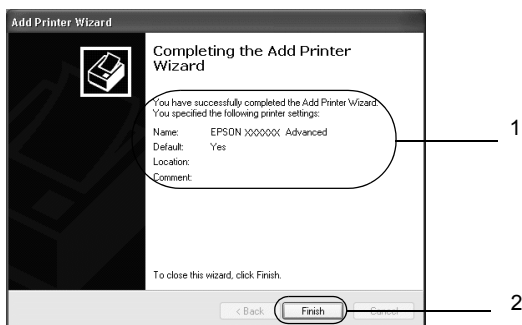 Add Printer Wizard
Completing the Add Printer
Wizard
You have successfully completed the Add Printer Wizard.
You specified the following printer settings:
Name: EPSON XXXXXX Advanced
Default: Yes
Location:
Comment:
To close this wizard, click Finish.
< Back Finish Cancel
1
2